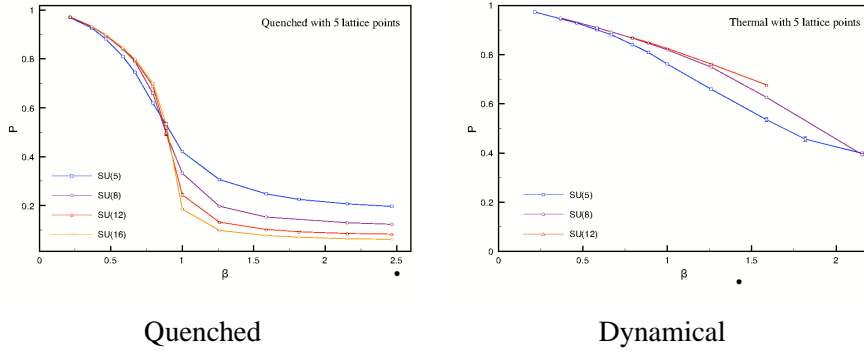 Quenched with 5 lattice points
1
0.8
0.6
0.4
0.2
P
SU(5)
SU(8)
SU(12)
SU(16)
0
0.5
1
1.5
2
2.5
β
Quenched
Thermal with 5 lattice points
1
0.8
0.6
0.4
0.2
0
P
SU(5)
SU(8)
SU(12)
0
0.5
1
1.5
2
β
Dynamical